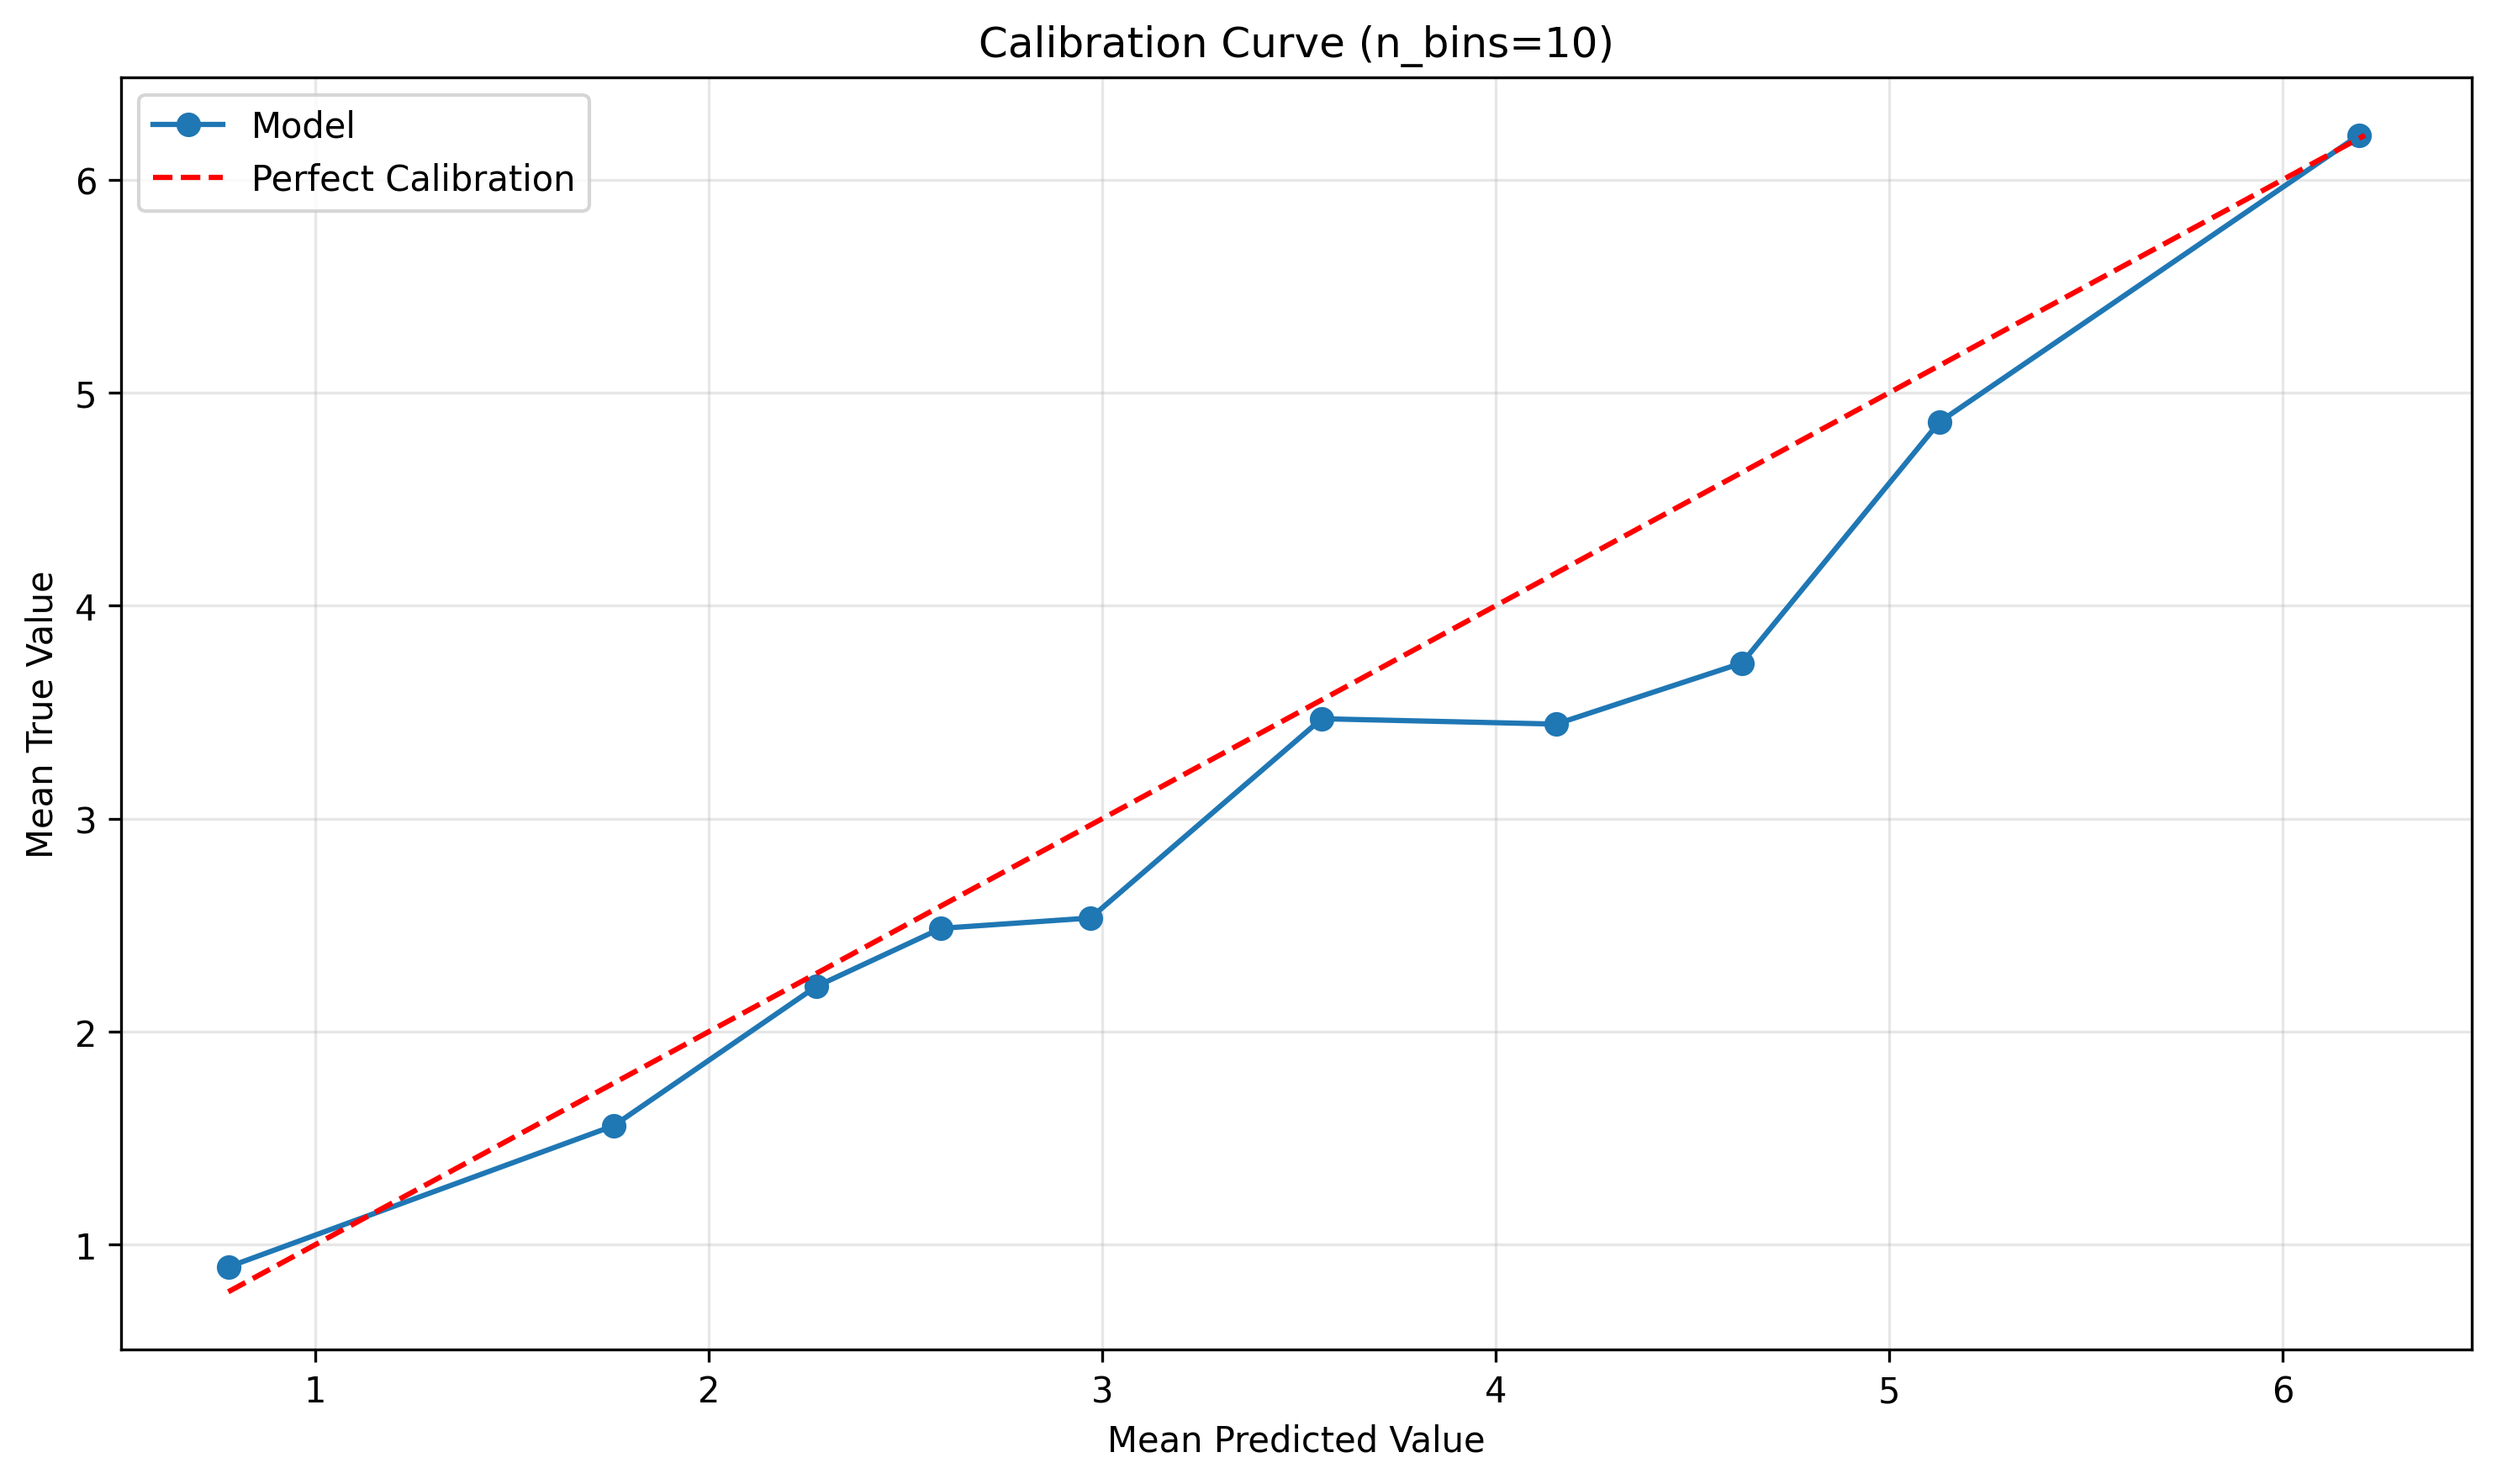 Calibration Curve (n_bins=10)
Model
Perfect Calibration
6
5
4
3
2
1
Mean True Value
1 2 3 4 5 6
Mean Predicted Value